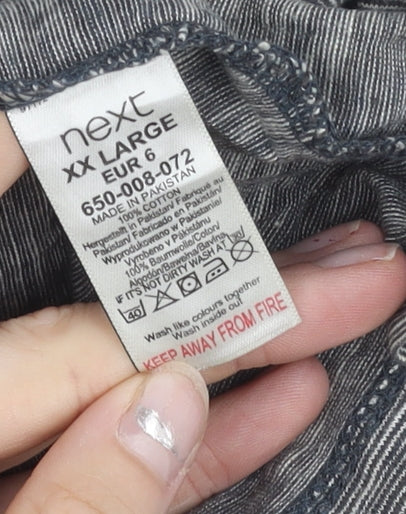 next
XX LARGE
EUR 6
650-008-072
MADE IN PAKISTAN
100% COTTON
Hergestellt in Pakistan/ Fabriqué au
Pakistan/ Fabricado en Pakistán/
Wyprodukowano w Pakistanie/
Vyrobeno v Pákistánu
100% Baumwolle/Coton/
Algodón/Bawełna/Bavlna
IF IT'S NOT DIRTY WASH AT 30
40
Wash like colours together
Wash inside out
KEEP AWAY FROM FIRE